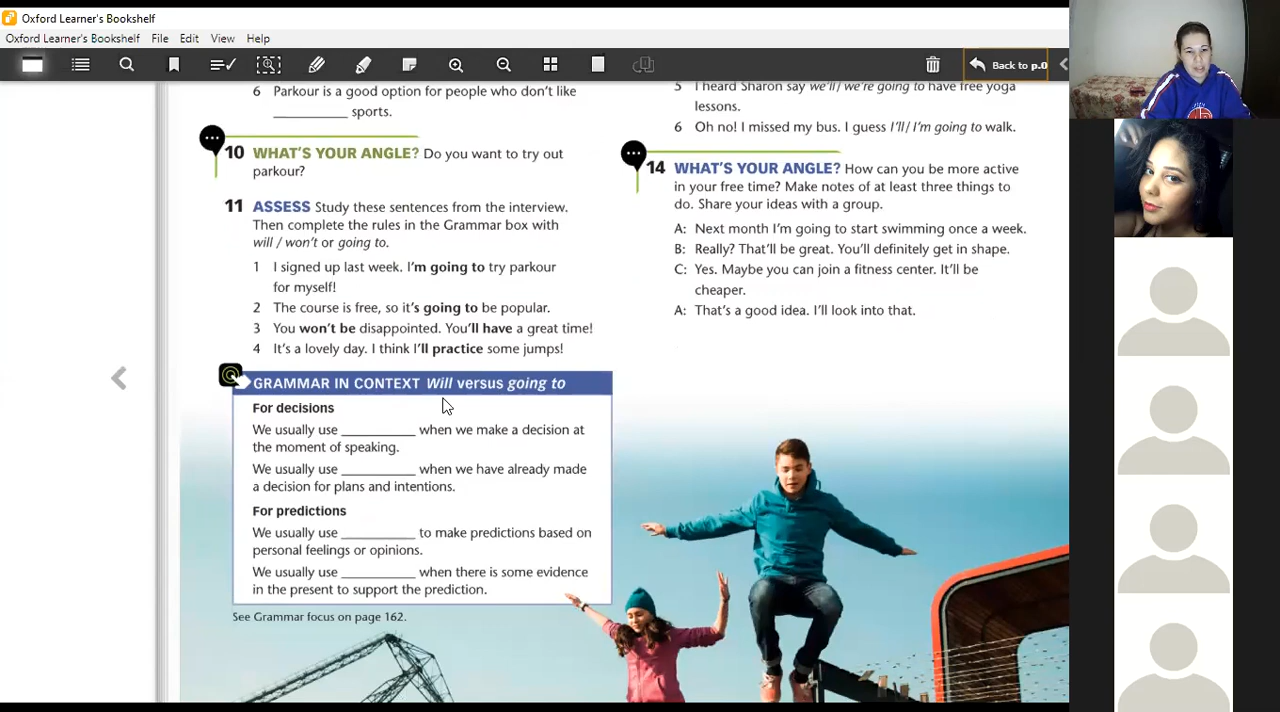 Oxford Learner's Bookshelf
Oxford Learner's Bookshelf File Edit View Help
Back to p.0
6 Parkour is a good option for people who don't like
__________ sports.
10 WHAT'S YOUR ANGLE? Do you want to try out
parkour?
11 ASSESS Study these sentences from the interview.
Then complete the rules in the Grammar box with
will / won't or going to.
1 I signed up last week. I'm going to try parkour
for myself!
2 The course is free, so it's going to be popular.
3 You won't be disappointed. You'll have a great time!
4 It's a lovely day. I think I'll practice some jumps!
GRAMMAR IN CONTEXT Will versus going to
For decisions
We usually use __________ when we make a decision at
the moment of speaking.
We usually use __________ when we have already made
a decision for plans and intentions.
For predictions
We usually use __________ to make predictions based on
personal feelings or opinions.
We usually use __________ when there is some evidence
in the present to support the prediction.
See Grammar focus on page 162.
5 I heard Sharon say we'll / we're going to have free yoga
lessons.
6 Oh no! I missed my bus. I guess I'll / I'm going to walk.
14 WHAT'S YOUR ANGLE? How can you be more active
in your free time? Make notes of at least three things to
do. Share your ideas with a group.
A: Next month I'm going to start swimming once a week.
B: Really? That'll be great. You'll definitely get in shape.
C: Yes. Maybe you can join a fitness center. It'll be
cheaper.
A: That's a good idea. I'll look into that.